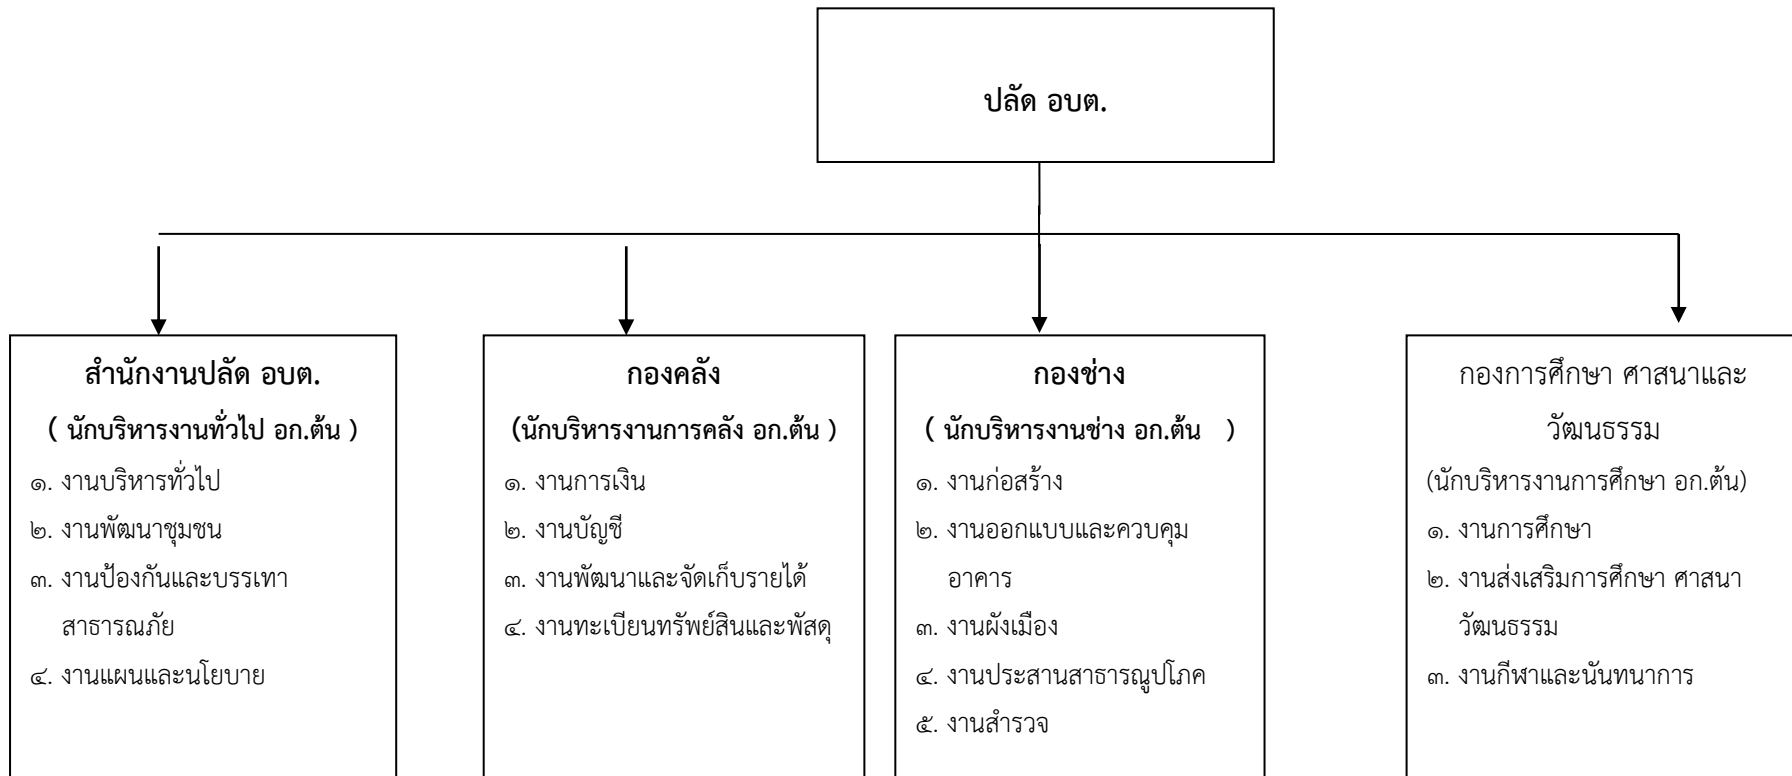 ปลัด อบต.
สำนักงานปลัด อบต.
( นักบริหารงานทั่วไป อก.ต้น )
๑. งานบริหารทั่วไป
๒. งานพัฒนาชุมชน
๓. งานป้องกันและบรรเทา
สาธารณภัย
๔. งานแผนและนโยบาย
กองคลัง
(นักบริหารงานการคลัง อก.ต้น )
๑. งานการเงิน
๒. งานบัญชี
๓. งานพัฒนาและจัดเก็บรายได้
๔. งานทะเบียนทรัพย์สินและพัสดุ
กองช่าง
( นักบริหารงานช่าง อก.ต้น )
๑. งานก่อสร้าง
๒. งานออกแบบและควบคุม
อาคาร
๓. งานผังเมือง
๔. งานประสานสาธารณูปโภค
๕. งานสำรวจ
กองการศึกษา ศาสนาและ
วัฒนธรรม
(นักบริหารงานการศึกษา อก.ต้น)
๑. งานการศึกษา
๒. งานส่งเสริมการศึกษา ศาสนา
วัฒนธรรม
๓. งานกีฬาและนันทนาการ